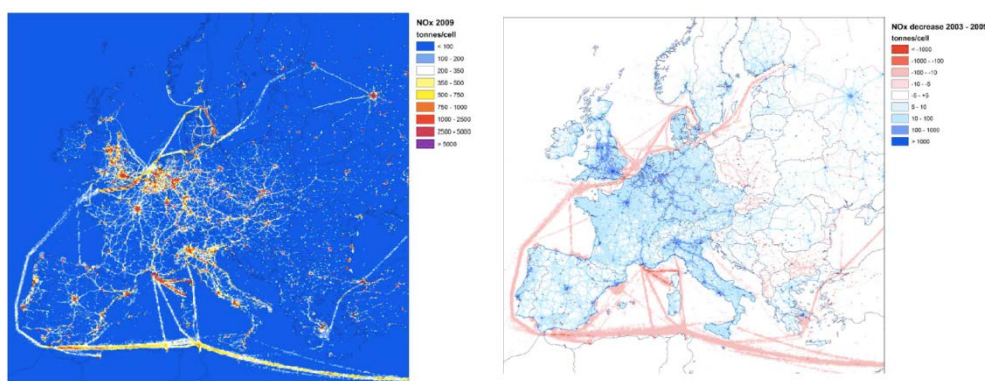 NOx 2009
tonnes/cell
< 100
100 - 200
200 - 350
350 - 500
500 - 750
750 - 1000
1000 - 2500
2500 - 5000
> 5000
NOx decrease 2003 - 2009
tonnes/cell
< -1000
-1000 - -100
-100 - -10
-10 - -5
-5 - +5
5 - 10
10 - 100
100 - 1000
> 1000